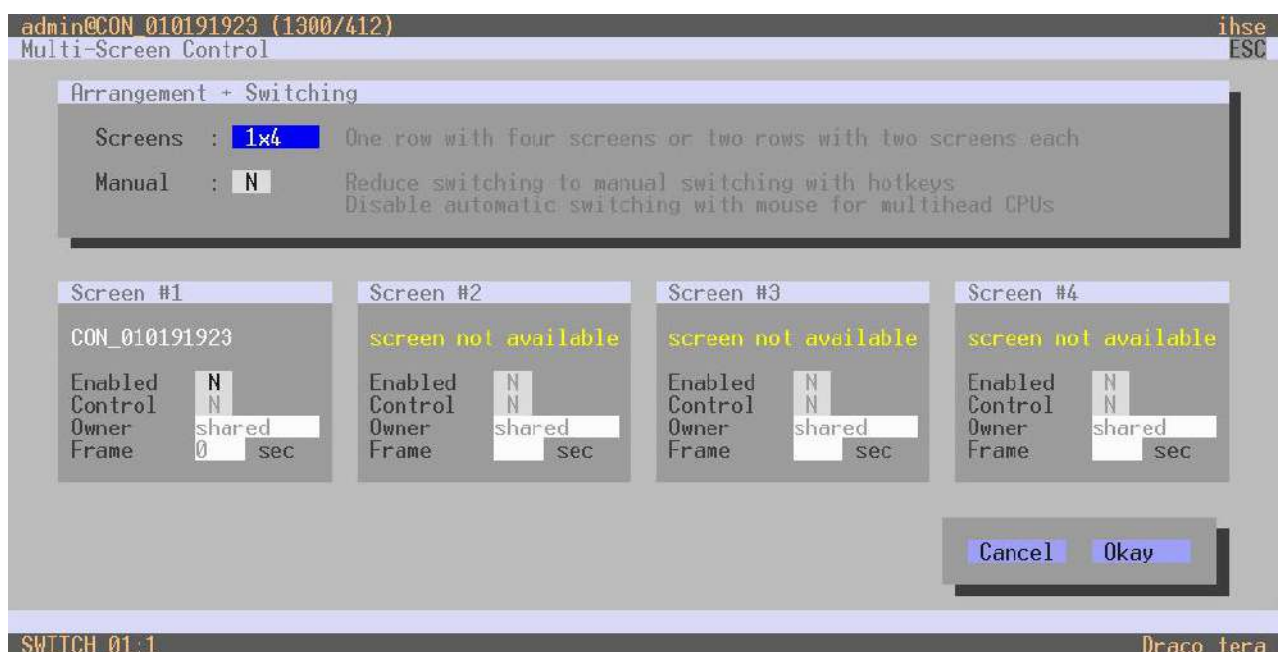 admin@CON_010191923 (1300/412) ihse
Multi-Screen Control ESC
Arrangement + Switching
Screens : 1x4 One row with four screens or two rows with two screens each
Manual : N Reduce switching to manual switching with hotkeys
Disable automatic switching with mouse for multihead CPUs
Screen #1 Screen #2 Screen #3 Screen #4
CON_010191923 screen not available screen not available screen not available
Enabled N Enabled N Enabled N Enabled N
Control N Control N Control N Control N
Owner shared Owner shared Owner shared Owner shared
Frame 0 sec Frame sec Frame sec Frame sec
Cancel Okay
SWITCH_01:1 Draco tera